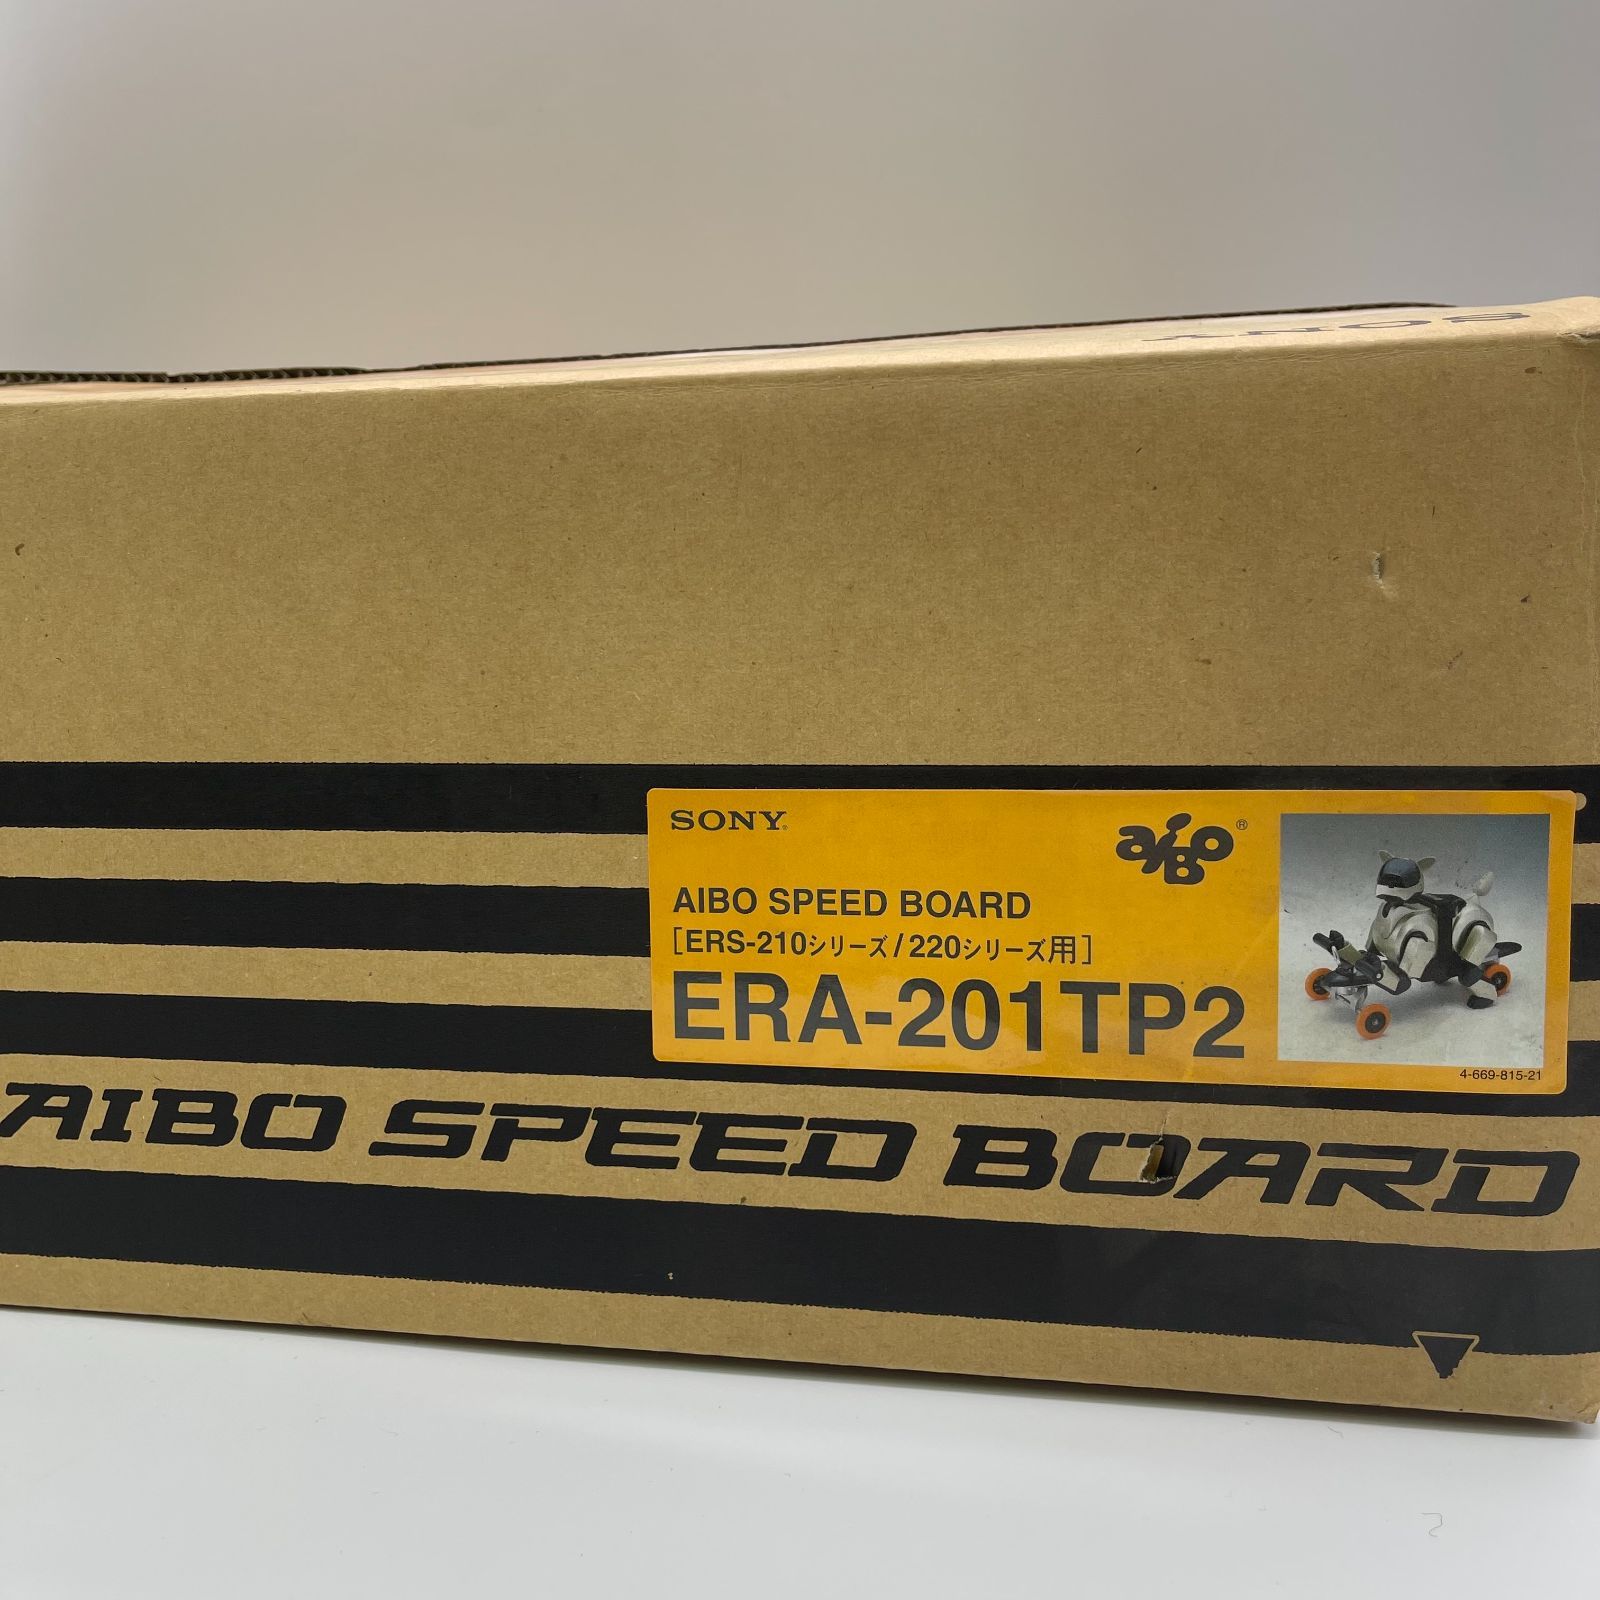 SONY
SONY®
aiBo®
AIBO SPEED BOARD
[ERS-210シリーズ/220シリーズ用]
ERA-201TP2
4-669-815-21
AIBO SPEED BOARD